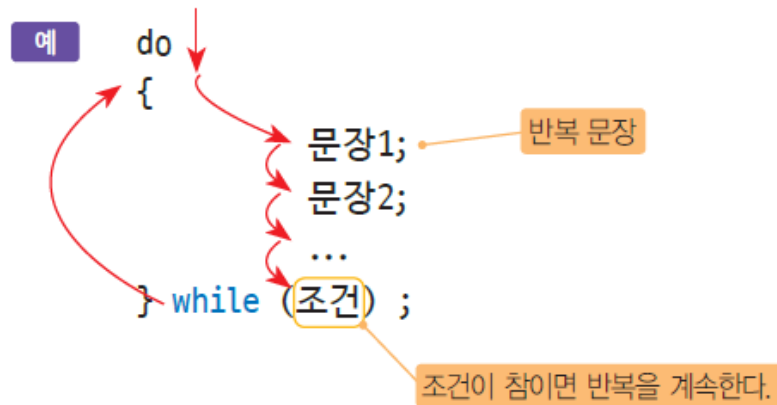 예
do
{
문장1;
반복 문장
문장2;
...
} while (조건) ;
조건이 참이면 반복을 계속한다.